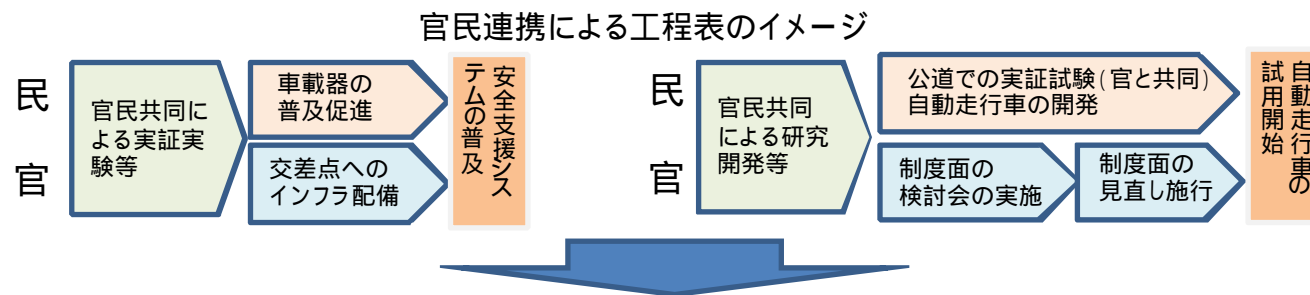 官民連携による工程表のイメージ
民
官
官民共同に
よる実証実
験等
車載器の
普及促進
交差点への
インフラ配備
安全支援シス
テムの普及
民
官
官民共同
による研究
開発等
公道での実証試験(官と共同)
自動走行車の開発
制度面の
検討会の実施
制度面の
見直し施行
自動走行車の
試用開始